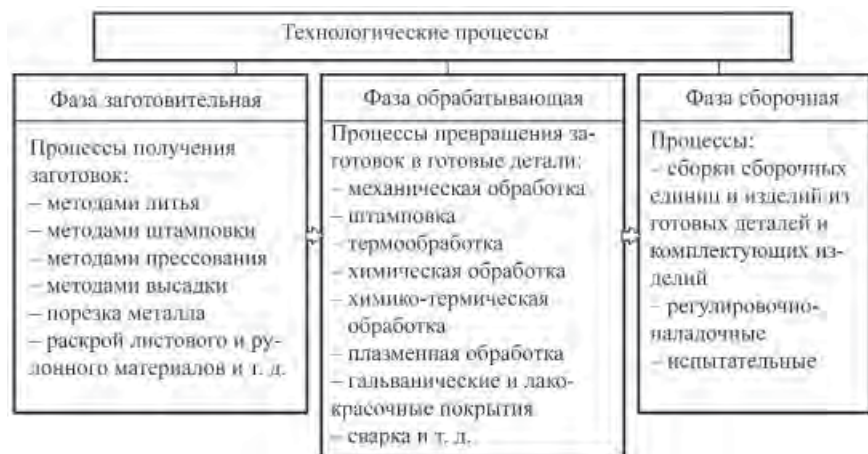 Технологические процессы
Фаза заготовительная
Процессы получения
заготовок:
– методами литья
– методами штамповки
– методами прессования
– методами высадки
– порезка металла
– раскрой листового и ру-
лонного материалов и т. д.
Фаза обрабатывающая
Процессы превращения за-
готовок в готовые детали:
– механическая обработка
– штамповка
– термообработка
– химическая обработка
– химико-термическая
обработка
– плазменная обработка
– гальванические и лако-
красочные покрытия
– сварка и т. д.
Фаза сборочная
Процессы:
– сборки сборочных
единиц и изделий из
готовых деталей и
комплектующих из-
делий
– регулировочно-
наладочные
– испытательные